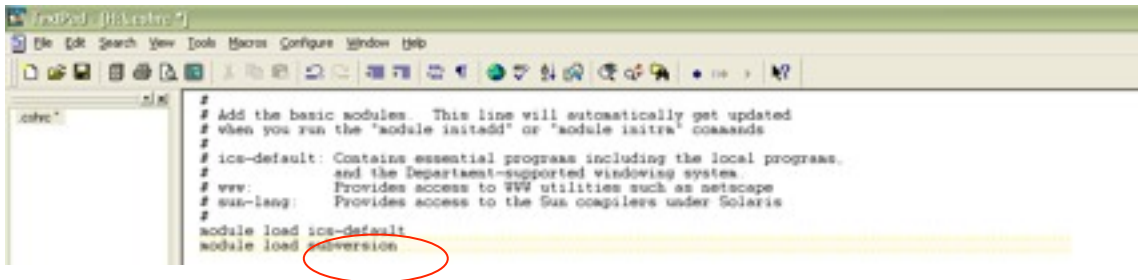 TextPad - [H:\.cshrc *]
File Edit Search View Tools Macros Configure Window Help
.cshrc *
#
# Add the basic modules. This line will automatically get updated
# when you run the "module initadd" or "module initrm" commands
#
# ics-default: Contains essential programs including the local programs,
# and the Department-supported windowing system.
# www: Provides access to WWW utilities such as netscape
# sun-lang: Provides access to the Sun compilers under Solaris
#
module load ics-default
module load subversion